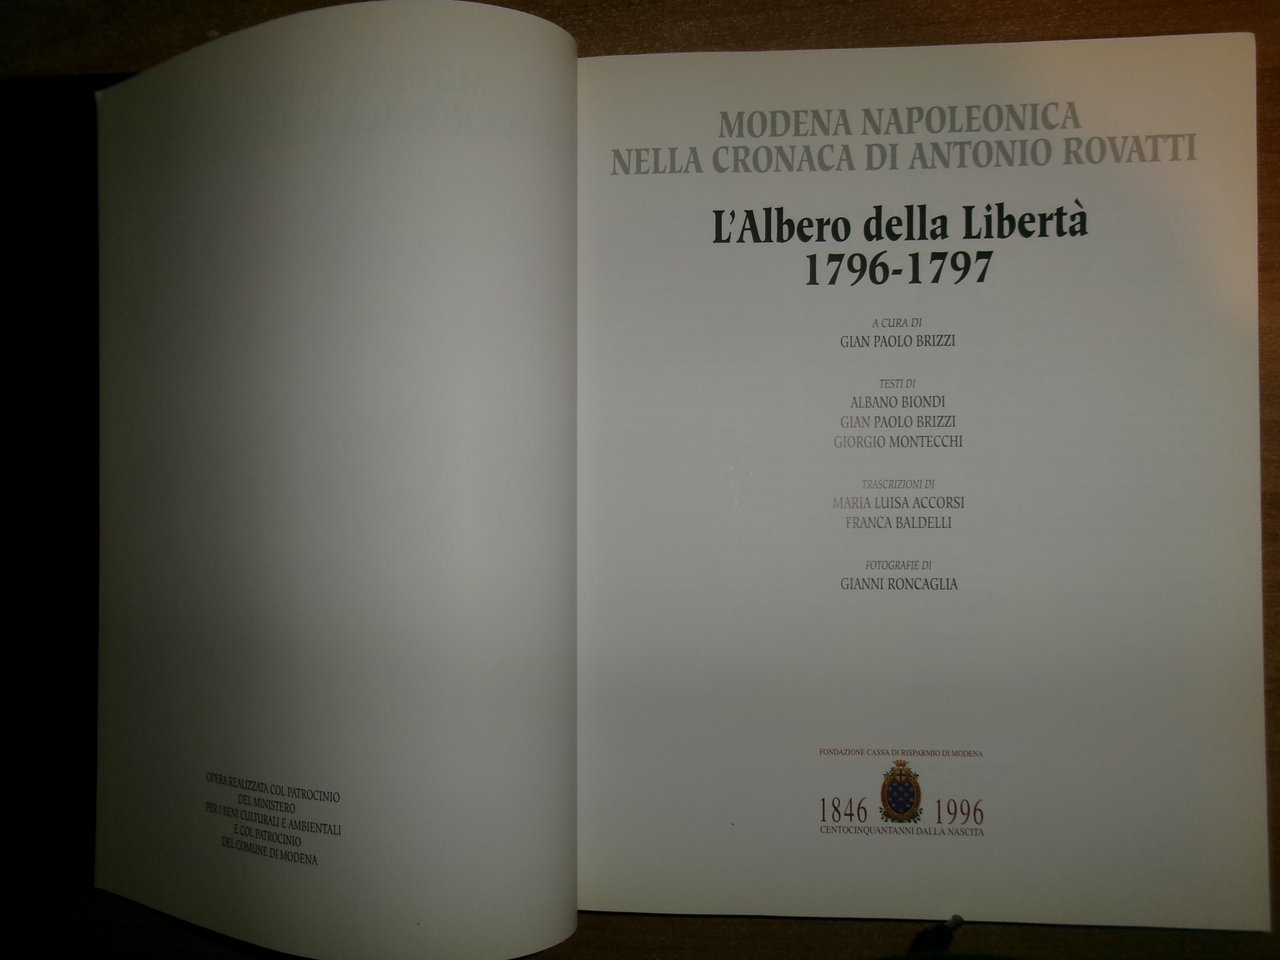 OPERA REALIZZATA COL PATROCINIO
DEL MINISTERO
PER I BENI CULTURALI E AMBIENTALI
E COL PATROCINIO
DEL COMUNE DI MODENA
MODENA NAPOLEONICA
NELLA CRONACA DI ANTONIO ROVATTI
L'Albero della Libertà
1796-1797
A CURA DI
GIAN PAOLO BRIZZI
TESTI DI
ALBANO BIONDI
GIAN PAOLO BRIZZI
GIORGIO MONTECCHI
TRASCRIZIONI DI
MARIA LUISA ACCORSI
FRANCA BALDELLI
FOTOGRAFIE DI
GIANNI RONCAGLIA
FONDAZIONE CASSA DI RISPARMIO DI MODENA
1846 1996
CENTOCINQUANTANNI DALLA NASCITA